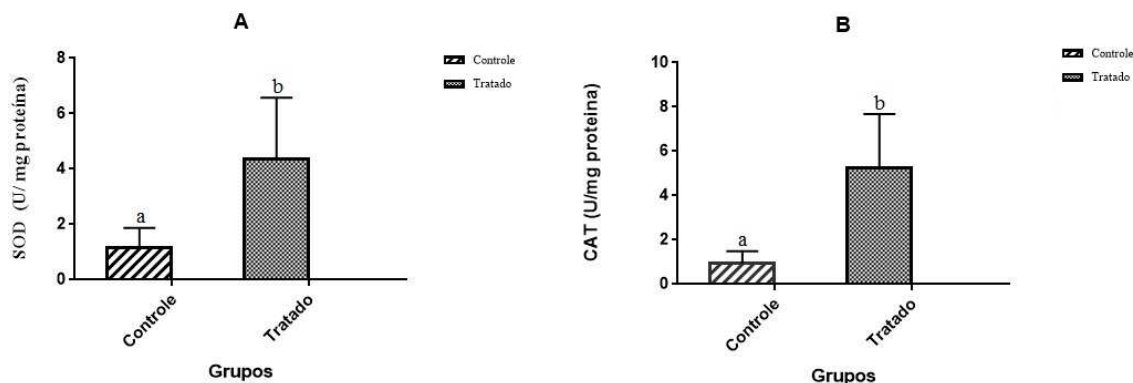 A
SOD (U/ mg proteína)
8
6
4
2
0
a
b
Controle
Tratado
Grupos
Controle
Tratado
B
CAT (U/mg proteina)
10
8
6
4
2
0
a
b
Controle
Tratado
Grupos
Controle
Tratado